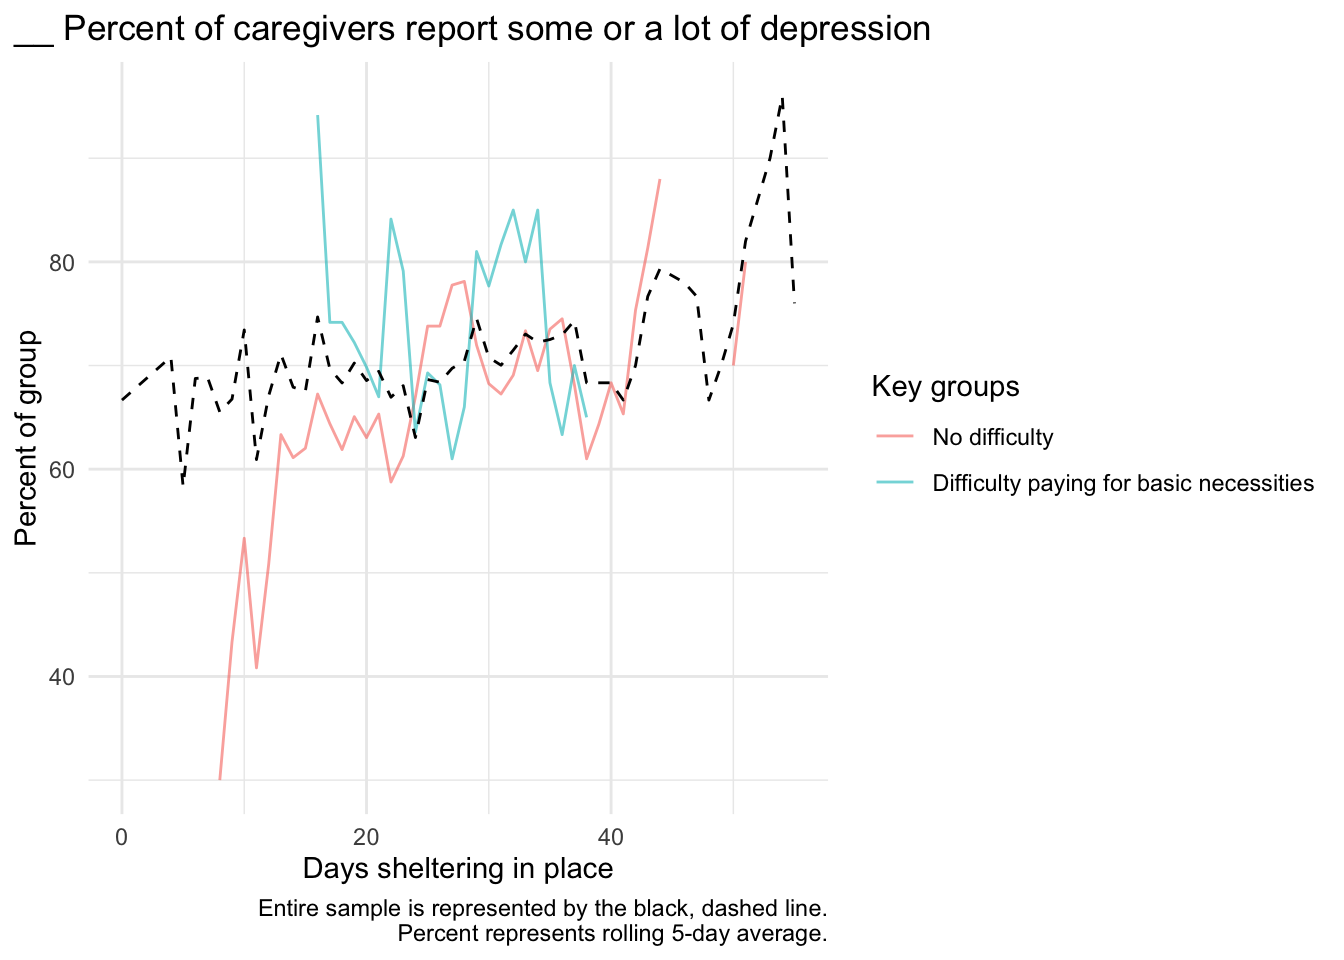 __ Percent of caregivers report some or a lot of depression
Percent of group
80
60
40
0
20
40
Days sheltering in place
Key groups
No difficulty
Difficulty paying for basic necessities
Entire sample is represented by the black, dashed line.
Percent represents rolling 5-day average.